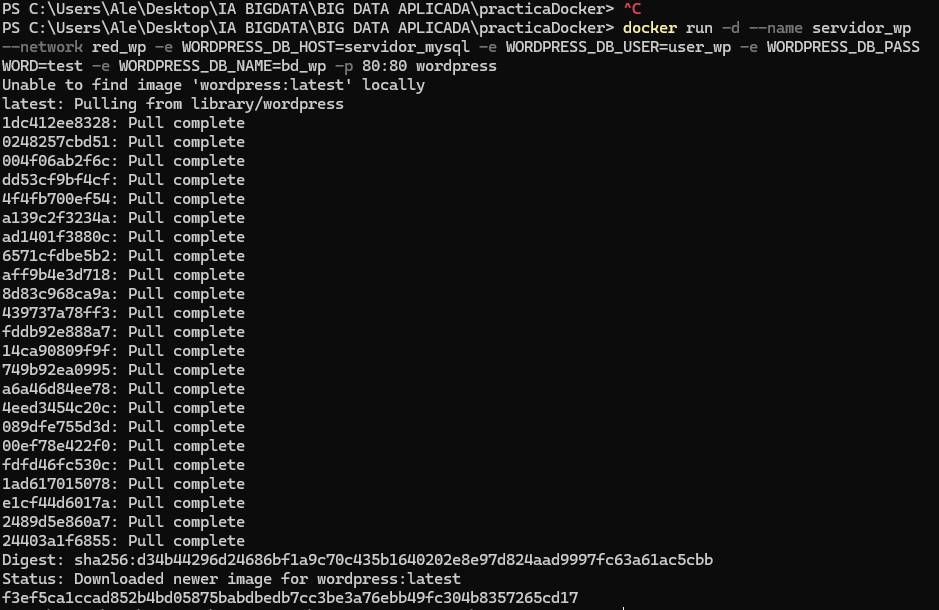 PS C:\Users\Ale\Desktop\IA BIGDATA\BIG DATA APLICADA\practicaDocker> ^C
PS C:\Users\Ale\Desktop\IA BIGDATA\BIG DATA APLICADA\practicaDocker> docker run -d --name servidor_wp
--network red_wp -e WORDPRESS_DB_HOST=servidor_mysql -e WORDPRESS_DB_USER=user_wp -e WORDPRESS_DB_PASS
WORD=test -e WORDPRESS_DB_NAME=bd_wp -p 80:80 wordpress
Unable to find image 'wordpress:latest' locally
latest: Pulling from library/wordpress
1dc412ee8328: Pull complete
0248257cbd51: Pull complete
004f06ab2f6c: Pull complete
dd53cf9bf4cf: Pull complete
4f4fb700ef54: Pull complete
a139c2f3234a: Pull complete
ad1401f3880c: Pull complete
6571cfdbe5b2: Pull complete
aff9b4e3d718: Pull complete
8d83c968ca9a: Pull complete
439737a78ff3: Pull complete
fddb92e888a7: Pull complete
14ca90809f9f: Pull complete
749b92ea0995: Pull complete
a6a46d84ee78: Pull complete
4eed3454c20c: Pull complete
089dfe755d3d: Pull complete
00ef78e422f0: Pull complete
fdfd46fc530c: Pull complete
1ad617015078: Pull complete
e1cf44d6017a: Pull complete
2489d5e860a7: Pull complete
24403a1f6855: Pull complete
Digest: sha256:d34b44296d24686bf1a9c70c435b1640202e8e97d824aad9997fc63a61ac5cbb
Status: Downloaded newer image for wordpress:latest
f3ef5ca1ccad852b4bd05875babdbedb7cc3be3a76ebb49fc304b8357265cd17